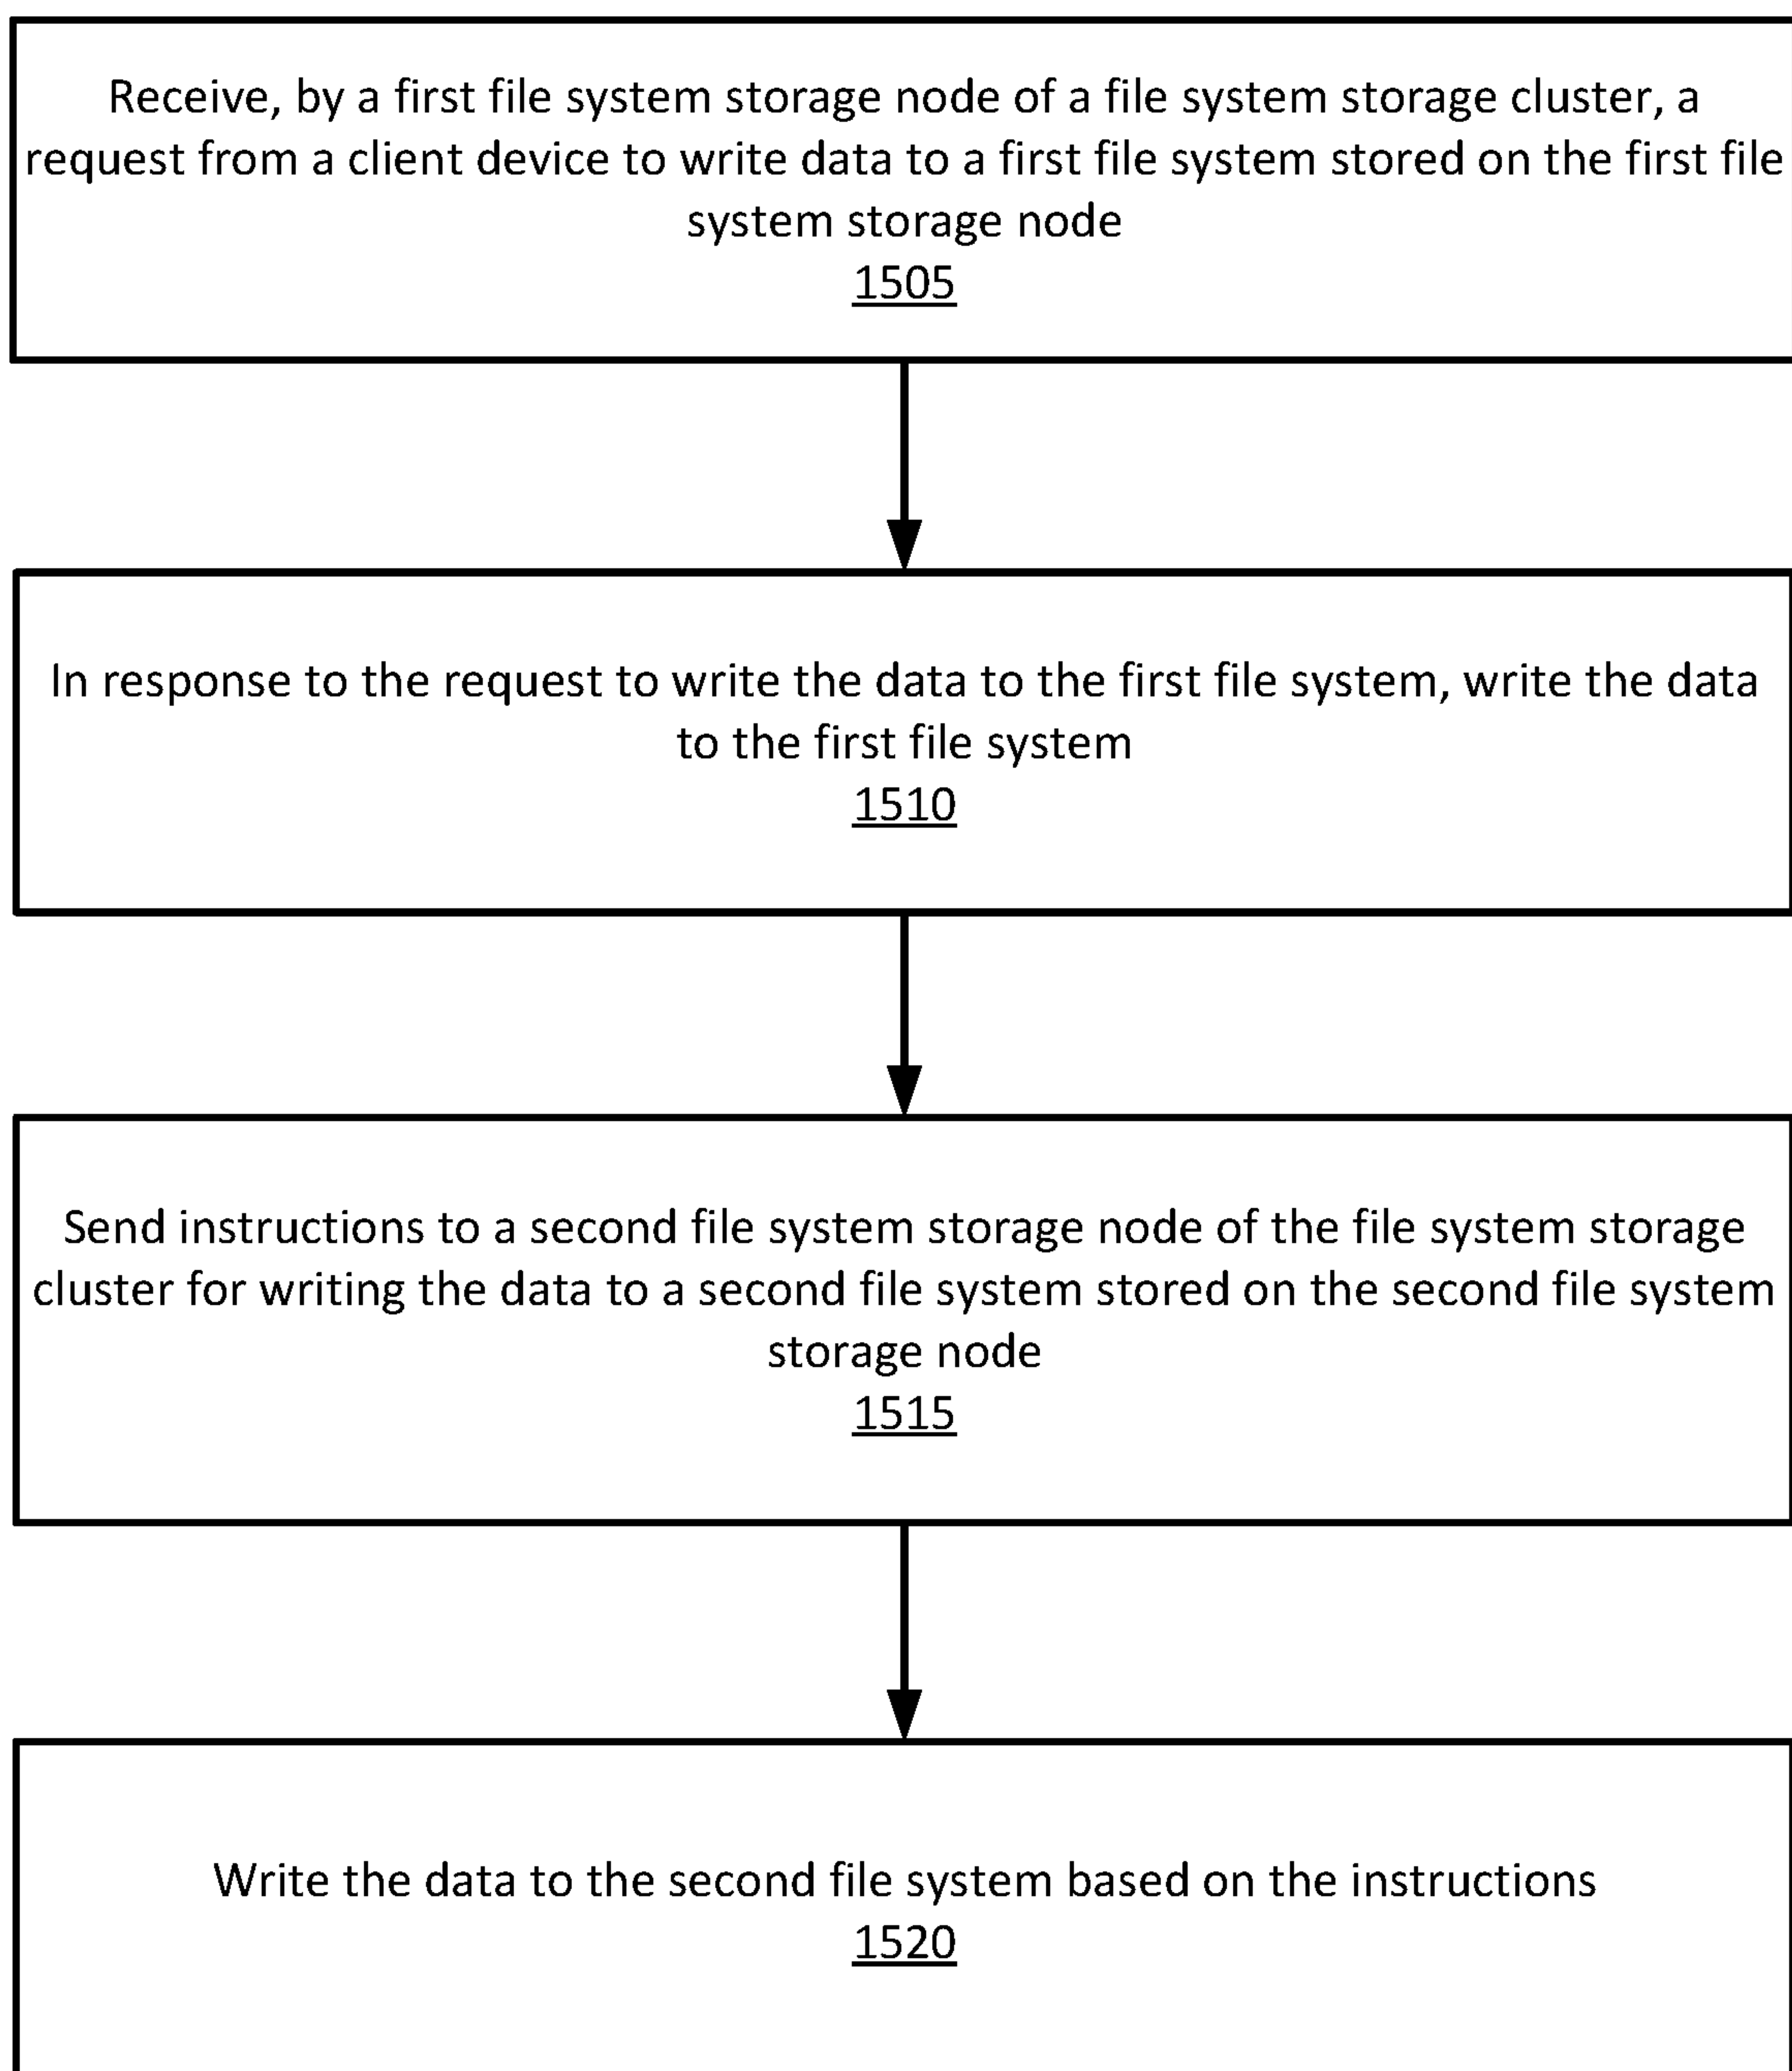 Receive, by a first file system storage node of a file system storage cluster, a
request from a client device to write data to a first file system stored on the first file
system storage node
1505
In response to the request to write the data to the first file system, write the data
to the first file system
1510
Send instructions to a second file system storage node of the file system storage
cluster for writing the data to a second file system stored on the second file system
storage node
1515
Write the data to the second file system based on the instructions
1520